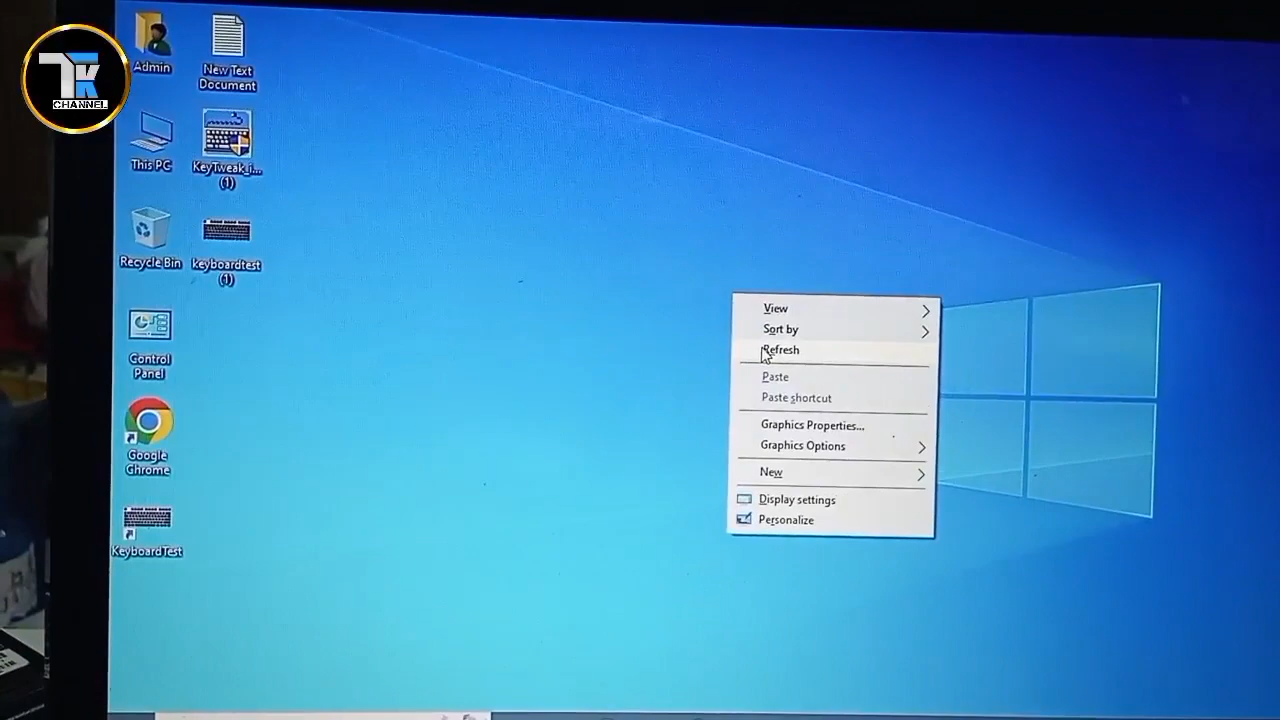 TK
CHANNEL
Admin
New Text
Document
This PC
KeyTweak_i...
(1)
Recycle Bin
keyboardtest
(1)
Control
Panel
Google
Chrome
KeyboardTest
View
Sort by
Refresh
Paste
Paste shortcut
Graphics Properties...
Graphics Options
New
Display settings
Personalize